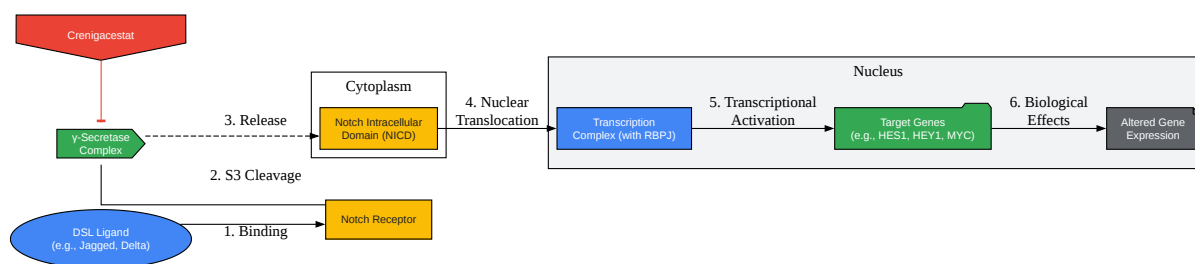 Crenigacestat
Cytoplasm
Nucleus
γ-Secretase
Complex
3. Release
Notch Intracellular
Domain (NICD)
4. Nuclear
Translocation
Transcription
Complex (with RBPJ)
5. Transcriptional
Activation
Target Genes
(e.g., HES1, HEY1, MYC)
6. Biological
Effects
Altered Gene
Expression
2. S3 Cleavage
DSL Ligand
(e.g., Jagged, Delta)
1. Binding
Notch Receptor